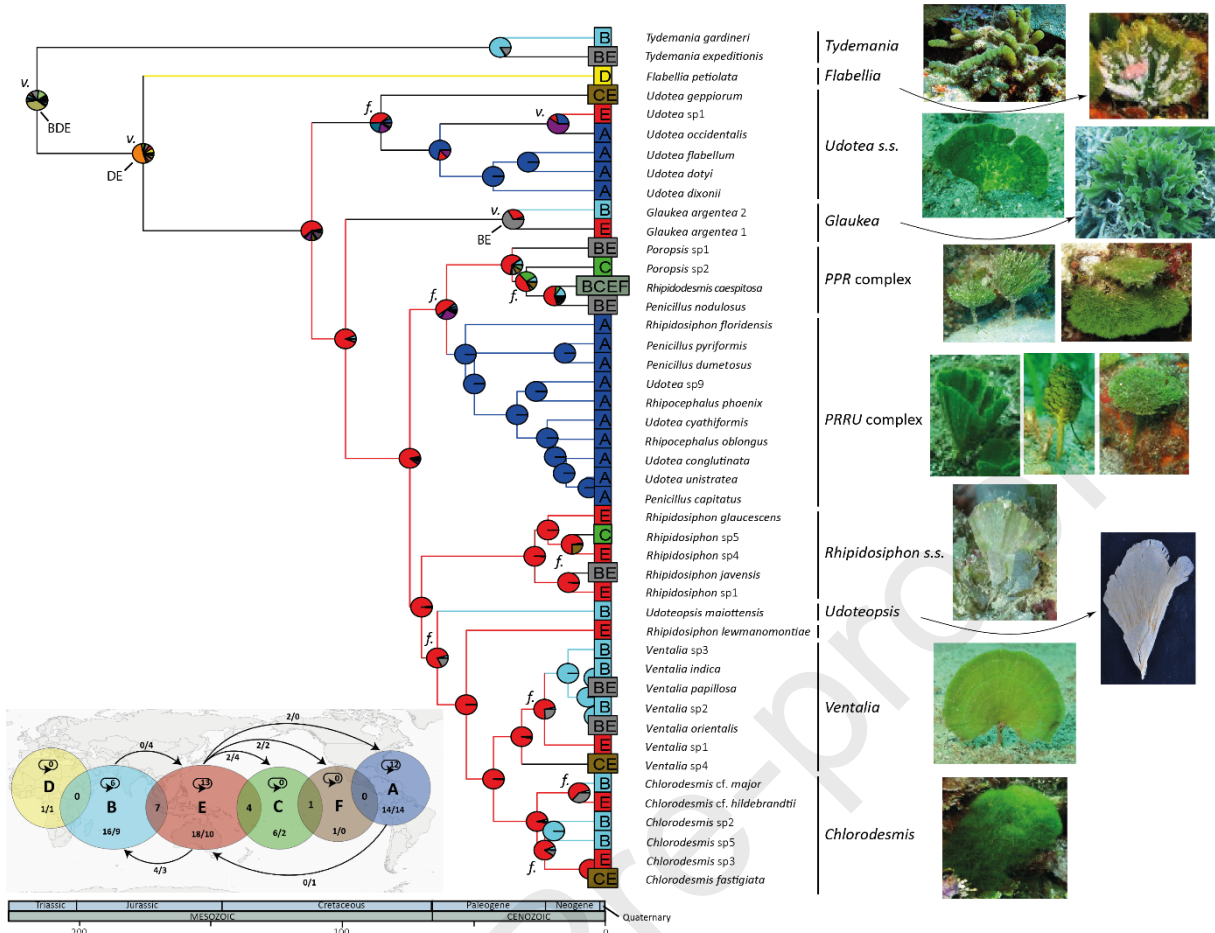 B Tydemania gardineri
BE Tydemania expeditionis
D Flabellia petiolata
CE Udotea geppiorum
E Udotea sp1
A Udotea occidentalis
A Udotea flabellum
A Udotea dotyi
A Udotea dixonii
B Glaukea argentea 2
E Glaukea argentea 1
BE Poropsis sp1
C Poropsis sp2
BCEF Rhipidodesmis caespitosa
BE Penicillus nodulosus
A Rhipidosiphon floridensis
A Penicillus pyriformis
A Penicillus dumetosus
A Udotea sp9
A Rhipocephalus phoenix
A Udotea cyathiformis
A Rhipocephalus oblongus
A Udotea conglutinata
A Udotea unistratea
A Penicillus capitatus
E Rhipidosiphon glaucescens
C Rhipidosiphon sp5
E Rhipidosiphon sp4
BE Rhipidosiphon javensis
E Rhipidosiphon sp1
B Udoteopsis maiottensis
E Rhipidosiphon lewmanomontiae
B Ventalia sp3
B Ventalia indica
BE Ventalia papillosa
B Ventalia sp2
BE Ventalia orientalis
E Ventalia sp1
CE Ventalia sp4
B Chlorodesmis cf. major
E Chlorodesmis cf. hildebrandtii
B Chlorodesmis sp2
B Chlorodesmis sp5
E Chlorodesmis sp3
CE Chlorodesmis fastigiata
Tydemania
Flabellia
Udotea s.s.
Glaukea
PPR complex
PRRU complex
Rhipidosiphon s.s.
Udoteopsis
Ventalia
Chlorodesmis
v.
BDE
v.
DE
f.
v.
v.
BE
f.
f.
f.
f.
f.
f.
f.
2/0
0/4
2/2
2/4
0 6 13 0 0 12
D B E C F A
0 7 4 1 0
1/1 16/9 18/10 6/2 1/0 14/14
4/3
0/1
Triassic Jurassic Cretaceous Paleogene Neogene
MESOZOIC CENOZOIC Quaternary
200 100 0
pre-proof